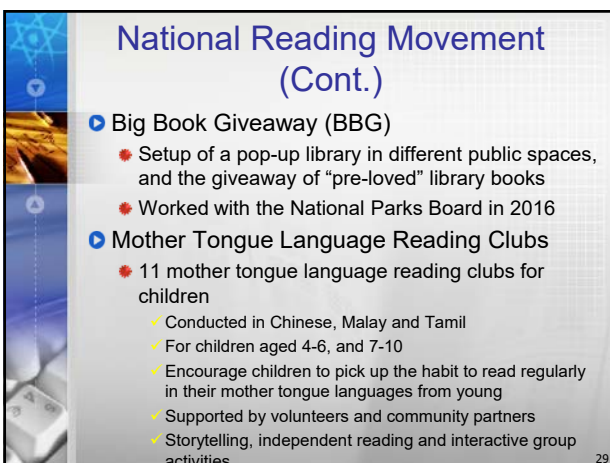 National Reading Movement
(Cont.)
Big Book Giveaway (BBG)
Setup of a pop-up library in different public spaces,
and the giveaway of “pre-loved” library books
Worked with the National Parks Board in 2016
Mother Tongue Language Reading Clubs
11 mother tongue language reading clubs for
children
Conducted in Chinese, Malay and Tamil
For children aged 4-6, and 7-10
Encourage children to pick up the habit to read regularly
in their mother tongue languages from young
Supported by volunteers and community partners
Storytelling, independent reading and interactive group
activities
29